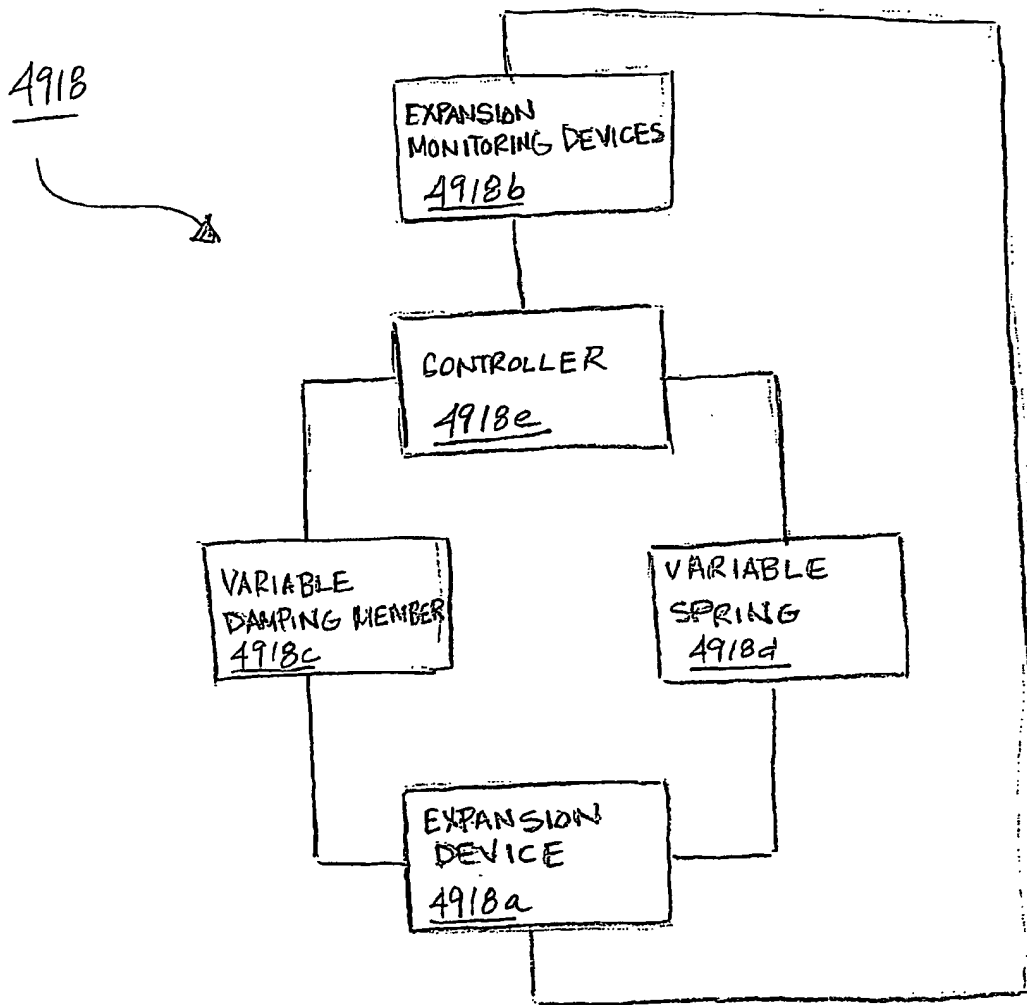 4918
EXPANSION
MONITORING DEVICES
4918b
CONTROLLER
4918e
VARIABLE
DAMPING MEMBER
4918c
VARIABLE
SPRING
4918d
EXPANSION
DEVICE
4918a